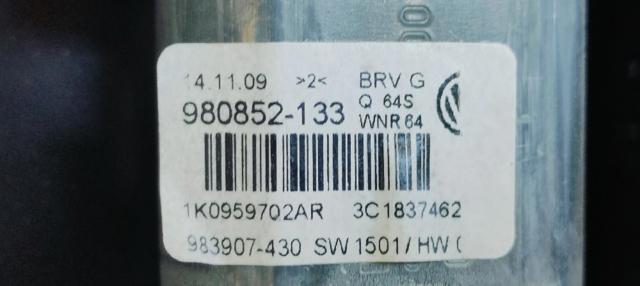 14.11.09 >2< BRV G
980852-133 Q 64S
WNR 64
1K0959702AR 3C1837462
983907-430 SW 1501/HW